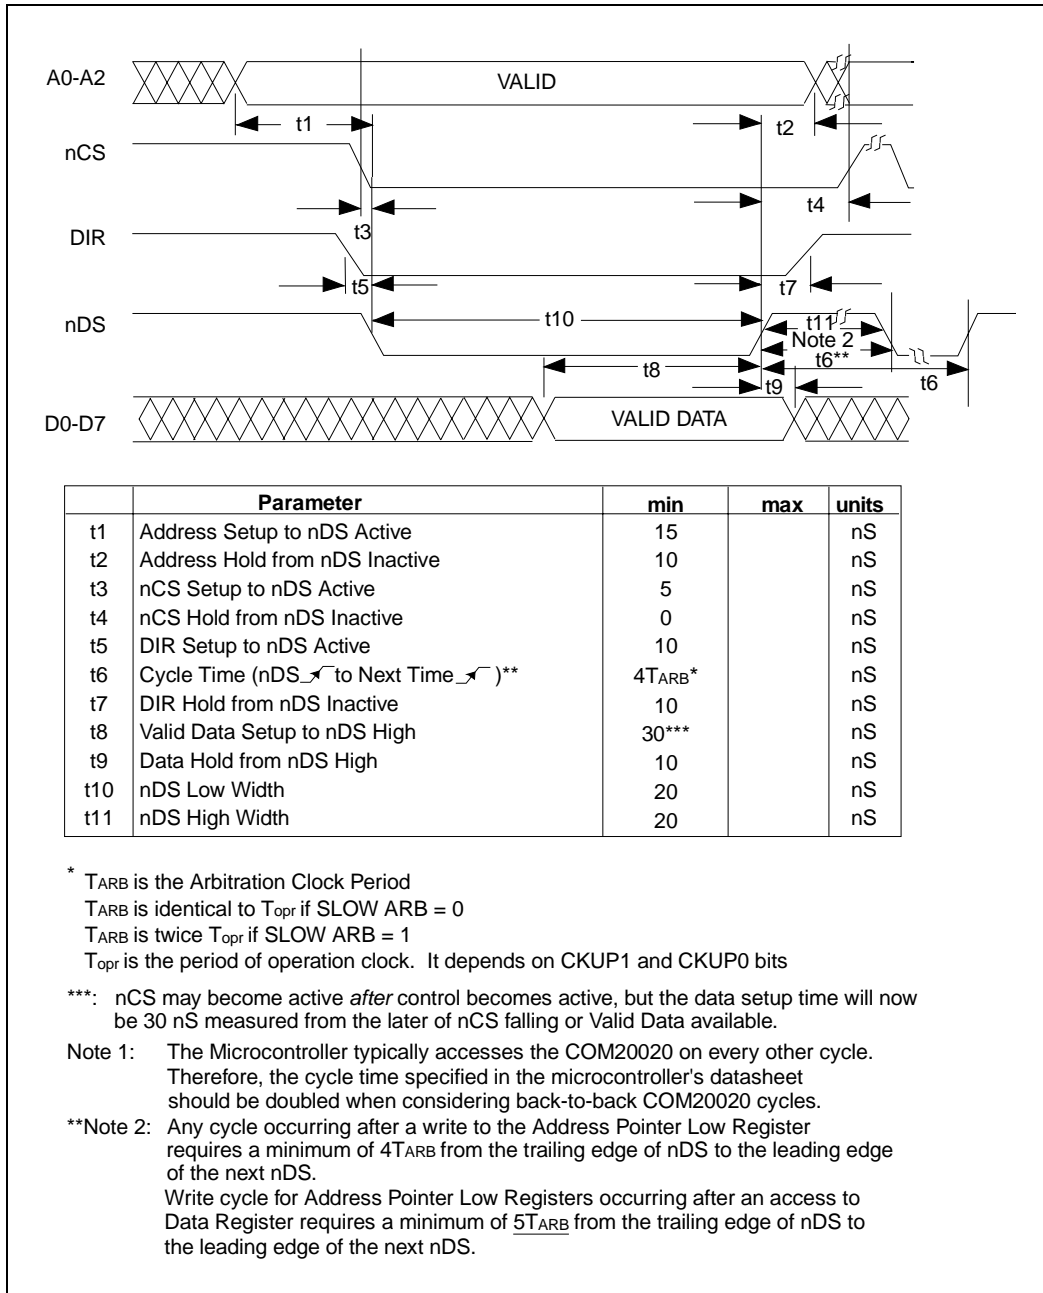 A0-A2
VALID
t1
t2
nCS
t3
t4
DIR
t5
t7
nDS
t10
t11
Note 2
t6**
t8
t9
t6
D0-D7
VALID DATA
Parameter min max units
t1 Address Setup to nDS Active 15 nS
t2 Address Hold from nDS Inactive 10 nS
t3 nCS Setup to nDS Active 5 nS
t4 nCS Hold from nDS Inactive 0 nS
t5 DIR Setup to nDS Active 10 nS
t6 Cycle Time (nDS to Next Time )** 4TARB* nS
t7 DIR Hold from nDS Inactive 10 nS
t8 Valid Data Setup to nDS High 30*** nS
t9 Data Hold from nDS High 10 nS
t10 nDS Low Width 20 nS
t11 nDS High Width 20 nS
* TARB is the Arbitration Clock Period
TARB is identical to Topr if SLOW ARB = 0
TARB is twice Topr if SLOW ARB = 1
Topr is the period of operation clock. It depends on CKUP1 and CKUP0 bits
***: nCS may become active after control becomes active, but the data setup time will now
be 30 nS measured from the later of nCS falling or Valid Data available.
Note 1: The Microcontroller typically accesses the COM20020 on every other cycle.
Therefore, the cycle time specified in the microcontroller's datasheet
should be doubled when considering back-to-back COM20020 cycles.
**Note 2: Any cycle occurring after a write to the Address Pointer Low Register
requires a minimum of 4TARB from the trailing edge of nDS to the leading edge
of the next nDS.
Write cycle for Address Pointer Low Registers occurring after an access to
Data Register requires a minimum of 5TARB from the trailing edge of nDS to
the leading edge of the next nDS.